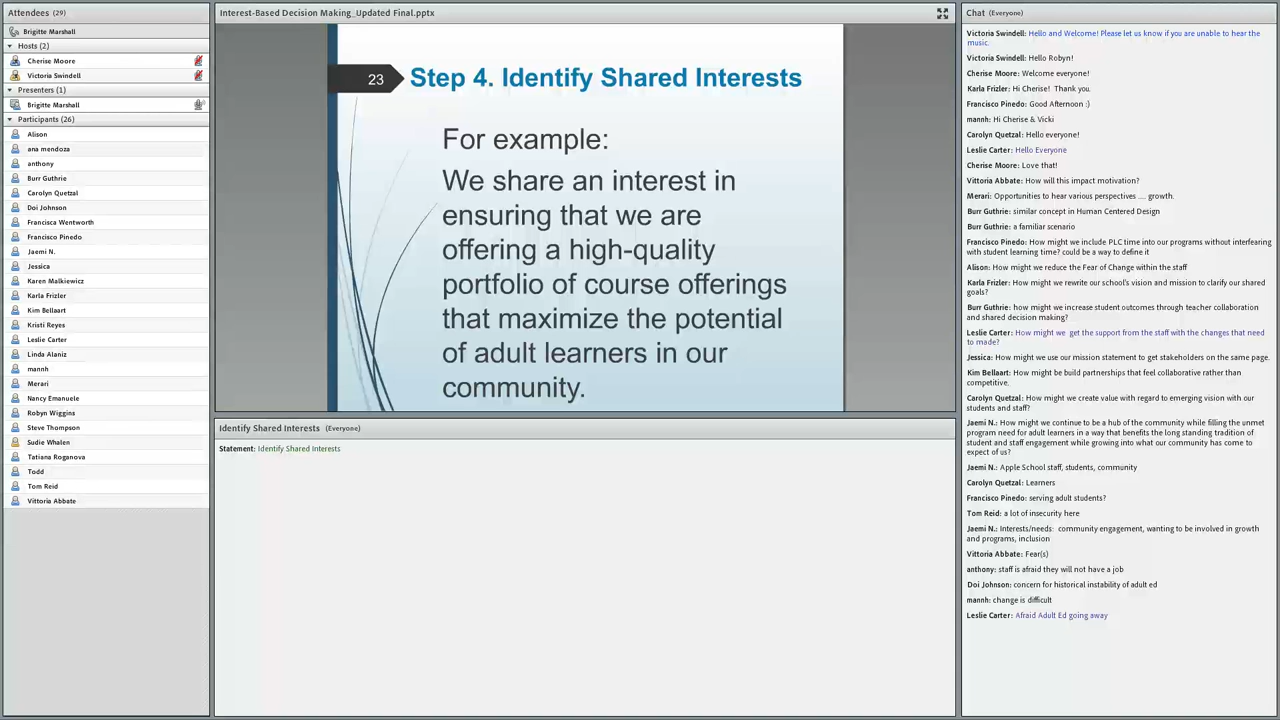 Attendees (29)
Brigitte Marshall
Hosts (2)
Cherise Moore
Victoria Swindell
Presenters (1)
Brigitte Marshall
Participants (26)
Alison
ana mendoza
anthony
Burr Guthrie
Carolyn Quetzal
Doi Johnson
Francisca Wentworth
Francisco Pinedo
Jaemi N.
Jessica
Karen Malkiewicz
Karla Frizler
Kim Bellaart
Kristi Reyes
Leslie Carter
Linda Alaniz
mannh
Merari
Nancy Emanuele
Robyn Wiggins
Steve Thompson
Sudie Whalen
Tatiana Roganova
Todd
Tom Reid
Vittoria Abbate
Interest-Based Decision Making_Updated Final.pptx
23
Step 4. Identify Shared Interests
For example:
We share an interest in
ensuring that we are
offering a high-quality
portfolio of course offerings
that maximize the potential
of adult learners in our
community.
Identify Shared Interests (Everyone)
Statement: Identify Shared Interests
Chat (Everyone)
Victoria Swindell: Hello and Welcome! Please let us know if you are unable to hear the
music.
Victoria Swindell: Hello Robyn!
Cherise Moore: Welcome everyone!
Karla Frizler: Hi Cherise! Thank you.
Francisco Pinedo: Good Afternoon :)
mannh: Hi Cherise & Vicki
Carolyn Quetzal: Hello everyone!
Leslie Carter: Hello Everyone
Cherise Moore: Love that!
Vittoria Abbate: How will this impact motivation?
Merari: Opportunities to hear various perspectives .... growth.
Burr Guthrie: similar concept in Human Centered Design
Burr Guthrie: a familiar scenario
Francisco Pinedo: How might we include PLC time into our programs without interfering
with student learning time? could be a way to define it
Alison: How might we reduce the Fear of Change within the staff
Karla Frizler: How might we rewrite our school's vision and mission to clarify our shared
goals?
Burr Guthrie: how might we increase student outcomes through teacher collaboration
and shared decision making?
Leslie Carter: How might we get the support from the staff with the changes that need
to made?
Jessica: How might we use our mission statement to get stakeholders on the same page.
Kim Bellaart: How might be build partnerships that feel collaborative rather than
competitive.
Carolyn Quetzal: How might we create value with regard to emerging vision with our
students and staff?
Jaemi N.: How might we continue to be a hub of the community while filling the unmet
program need for adult learners in a way that benefits the long standing tradition of
student and staff engagement while growing into what our community has come to
expect of us?
Jaemi N.: Apple School staff, students, community
Carolyn Quetzal: Learners
Francisco Pinedo: serving adult students?
Tom Reid: a lot of insecurity here
Jaemi N.: Interests/needs: community engagement, wanting to be involved in growth
and programs, inclusion
Vittoria Abbate: Fear(s)
anthony: staff is afraid they will not have a job
Doi Johnson: concern for historical instability of adult ed
mannh: change is difficult
Leslie Carter: Afraid Adult Ed going away